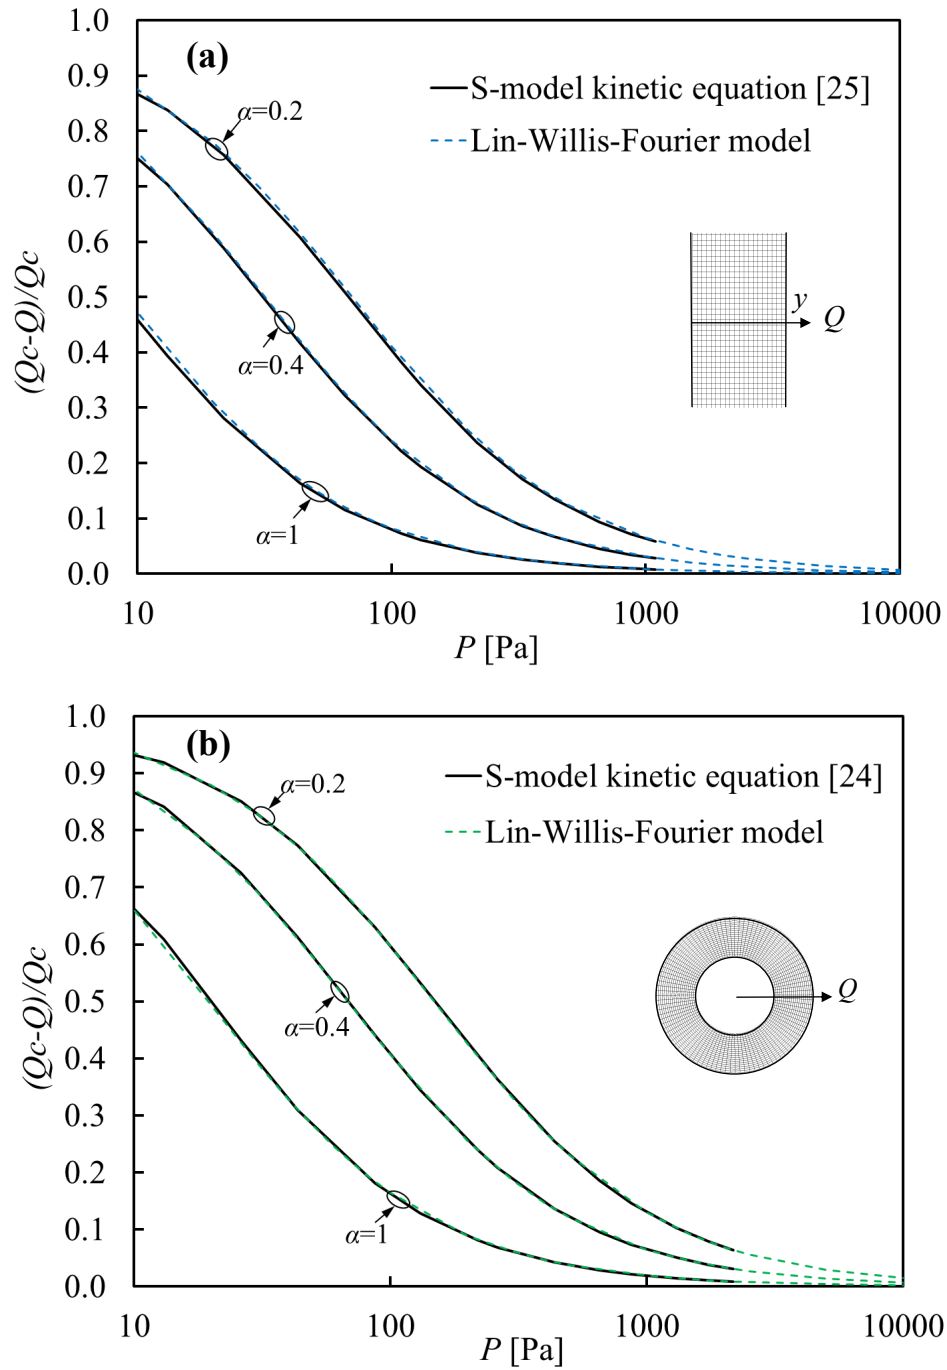 1.0
(a)
0.9
S-model kinetic equation [25]
α=0.2
0.8
Lin-Willis-Fourier model
0.7
0.6
(Qc-Q)/Qc
0.5
y
Q
0.4
α=0.4
0.3
0.2
0.1
α=1
0.0
10
100
1000
10000
P [Pa]
1.0
(b)
0.9
S-model kinetic equation [24]
α=0.2
0.8
Lin-Willis-Fourier model
0.7
0.6
(Qc-Q)/Qc
0.5
Q
α=0.4
0.4
0.3
0.2
0.1
α=1
0.0
10
100
1000
10000
P [Pa]